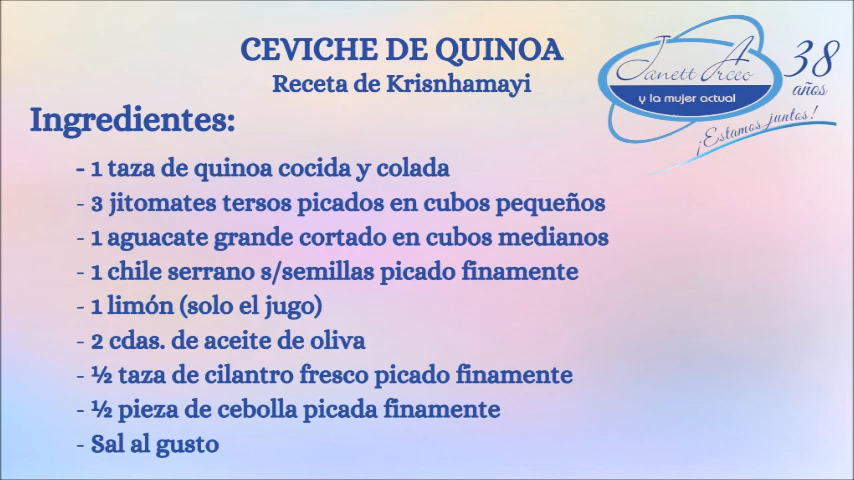 CEVICHE DE QUINOA
Receta de Krisnhamayi
Janett Arceo
y la mujer actual
38
años
¡Estamos juntos!
Ingredientes:
- 1 taza de quinoa cocida y colada
- 3 jitomates tersos picados en cubos pequeños
- 1 aguacate grande cortado en cubos medianos
- 1 chile serrano s/semillas picado finamente
- 1 limón (solo el jugo)
- 2 cdas. de aceite de oliva
- ½ taza de cilantro fresco picado finamente
- ½ pieza de cebolla picada finamente
- Sal al gusto